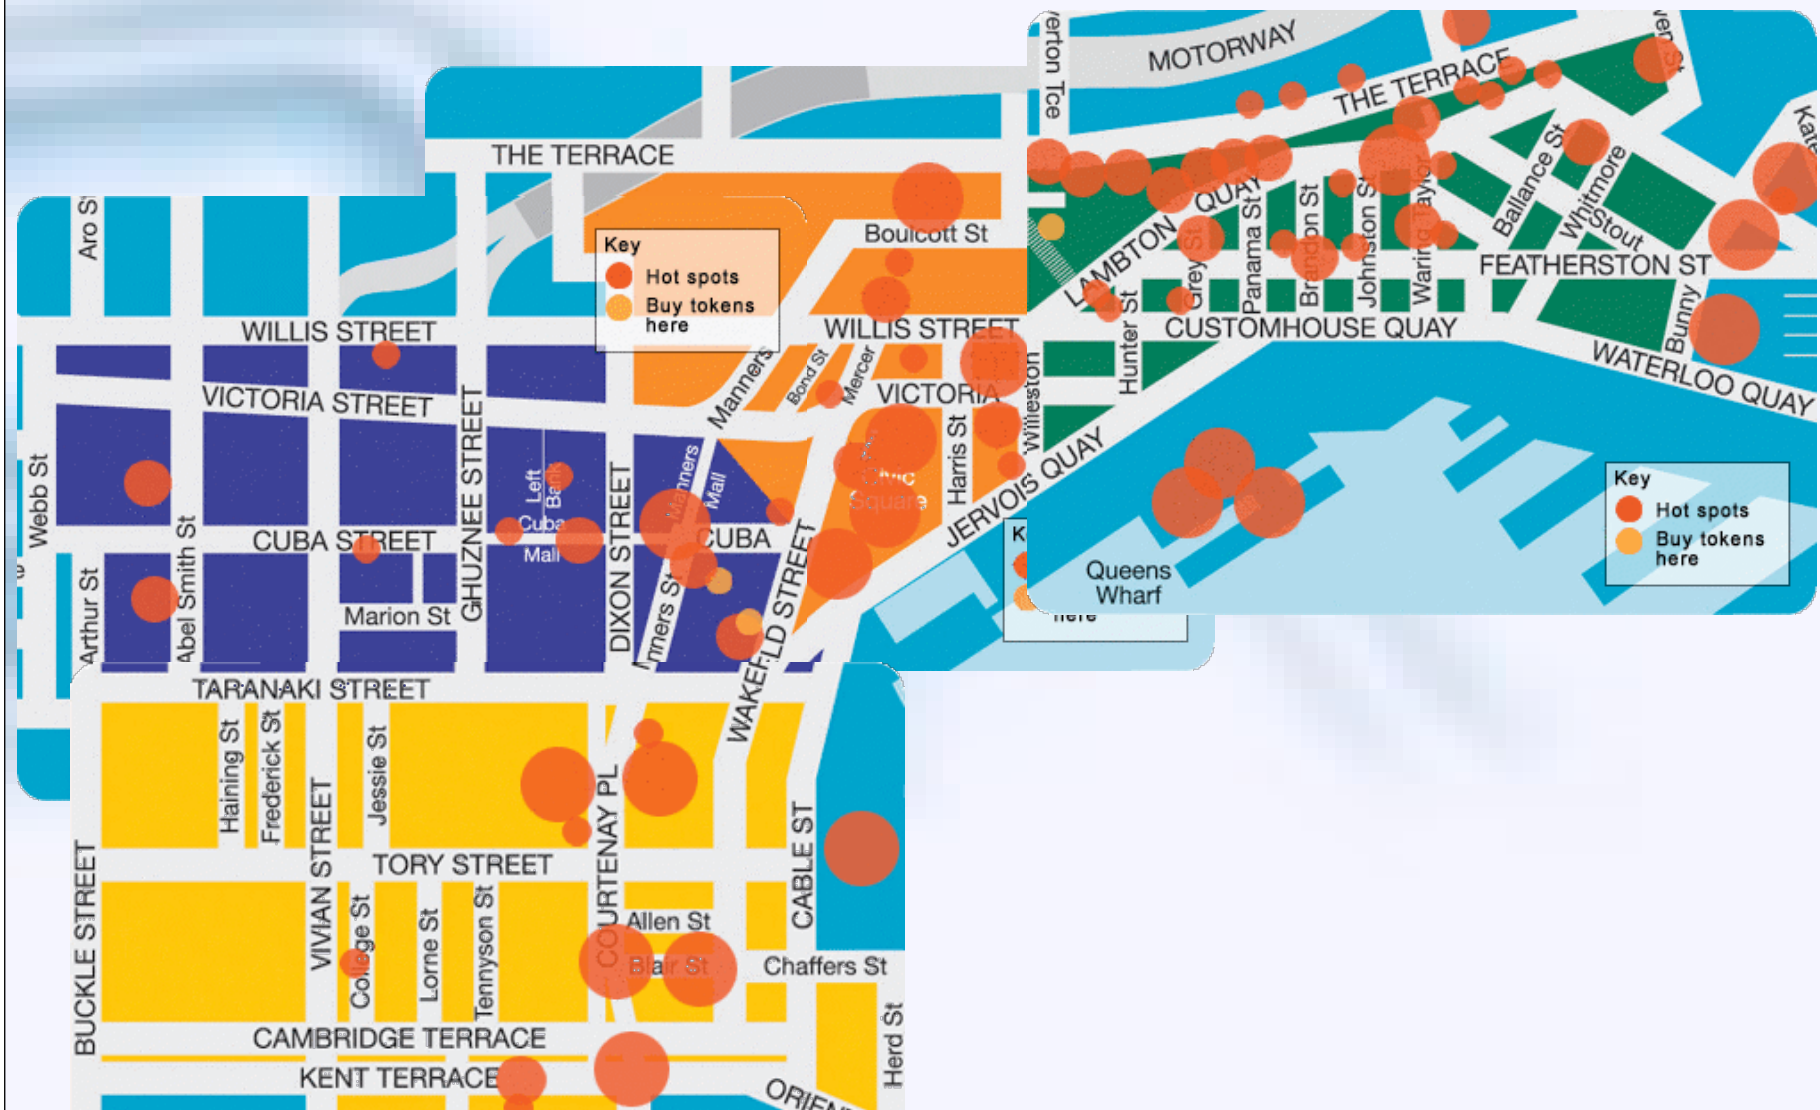 MOTORWAY
THE TERRACE
LAMBTON QUAY
Grey St
Panama St
Brandon St
Johnston St
Waring Taylor
Ballance St
Whitmore
Stout
FEATHERSTON ST
Hunter St
CUSTOMHOUSE QUAY
Bunny
WATERLOO QUAY
Queens
Wharf
Key
Hot spots
Buy tokens
here
THE TERRACE
Boulcott St
Key
Hot spots
Buy tokens
here
Aro St
WILLIS STREET
WILLIS STREET
Manners
Bond St
Mercer
VICTORIA
Willeston
VICTORIA STREET
Harris St
JERVOIS QUAY
Civic
Square
Webb St
GHUZNEE STREET
Left
Bank
Cuba
Mall
DIXON STREET
Manners
Mall
CUBA STREET
CUBA
Arthur St
Abel Smith St
Marion St
here
TARANAKI STREET
Haining St
Frederick St
Jessie St
VIVIAN STREET
COURTENAY PL
CABLE ST
TORY STREET
BUCKLE STREET
College St
Lorne St
Tennyson St
Allen St
Blair St
Chaffers St
CAMBRIDGE TERRACE
KENT TERRACE
Herd St